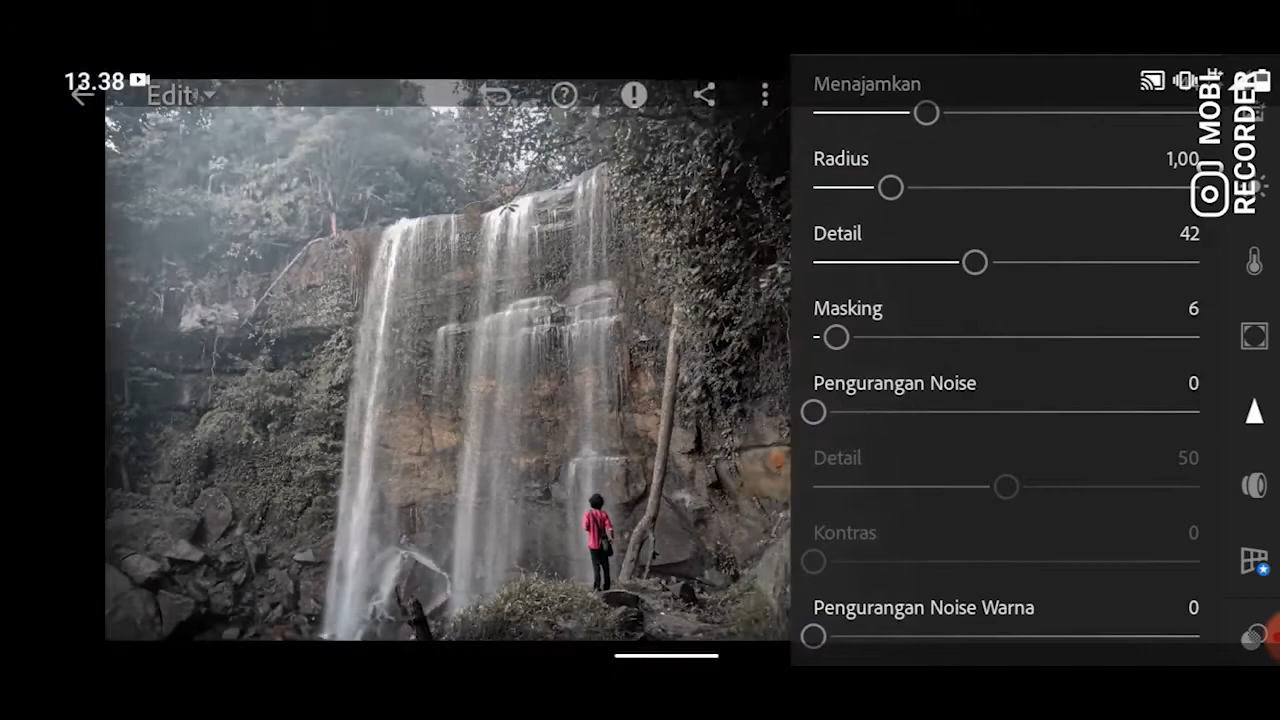 13.38
Edit
Menajamkan
Radius 1,00
Detail 42
Masking 6
Pengurangan Noise 0
Detail 50
Kontras 0
Pengurangan Noise Warna 0
MOBI
RECORDER